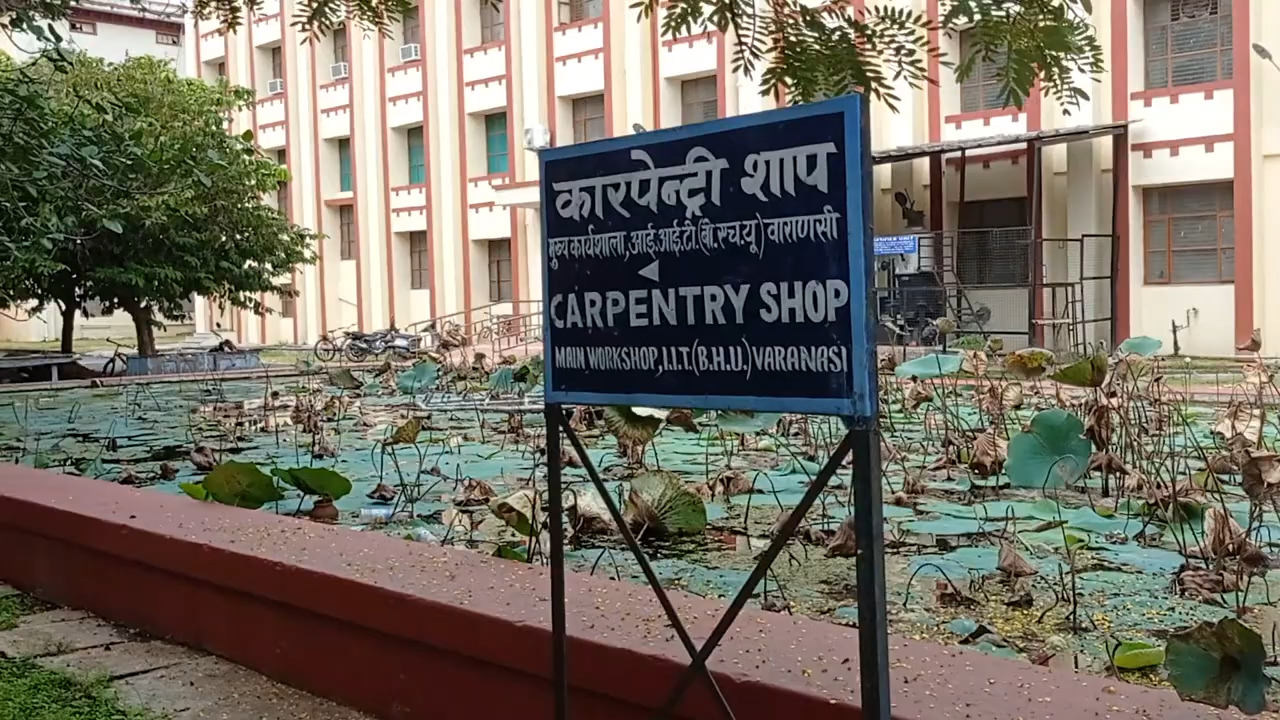 कारपेन्ट्री शाप
मुख्य कार्यशाला,आई.आई.टी.(बी.एच.यू) वाराणसी
CARPENTRY SHOP
MAIN WORKSHOP,I.I.T.(B.H.U.)VARANASI